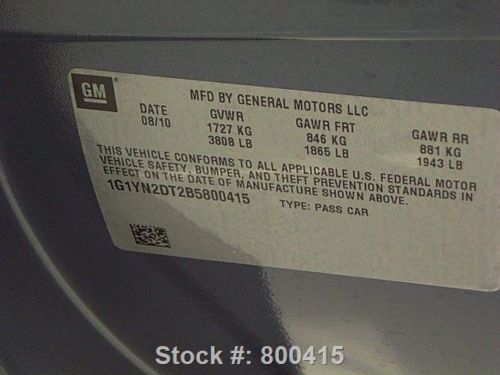 GM
MFD BY GENERAL MOTORS LLC
DATE GVWR GAWR FRT GAWR RR
08/10 1727 KG 846 KG 881 KG
3808 LB 1865 LB 1943 LB
THIS VEHICLE CONFORMS TO ALL APPLICABLE U.S. FEDERAL MOTOR
VEHICLE SAFETY, BUMPER, AND THEFT PREVENTION STANDARDS IN
EFFECT ON THE DATE OF MANUFACTURE SHOWN ABOVE.
1G1YN2DT2B5800415 TYPE: PASS CAR
Stock #: 800415